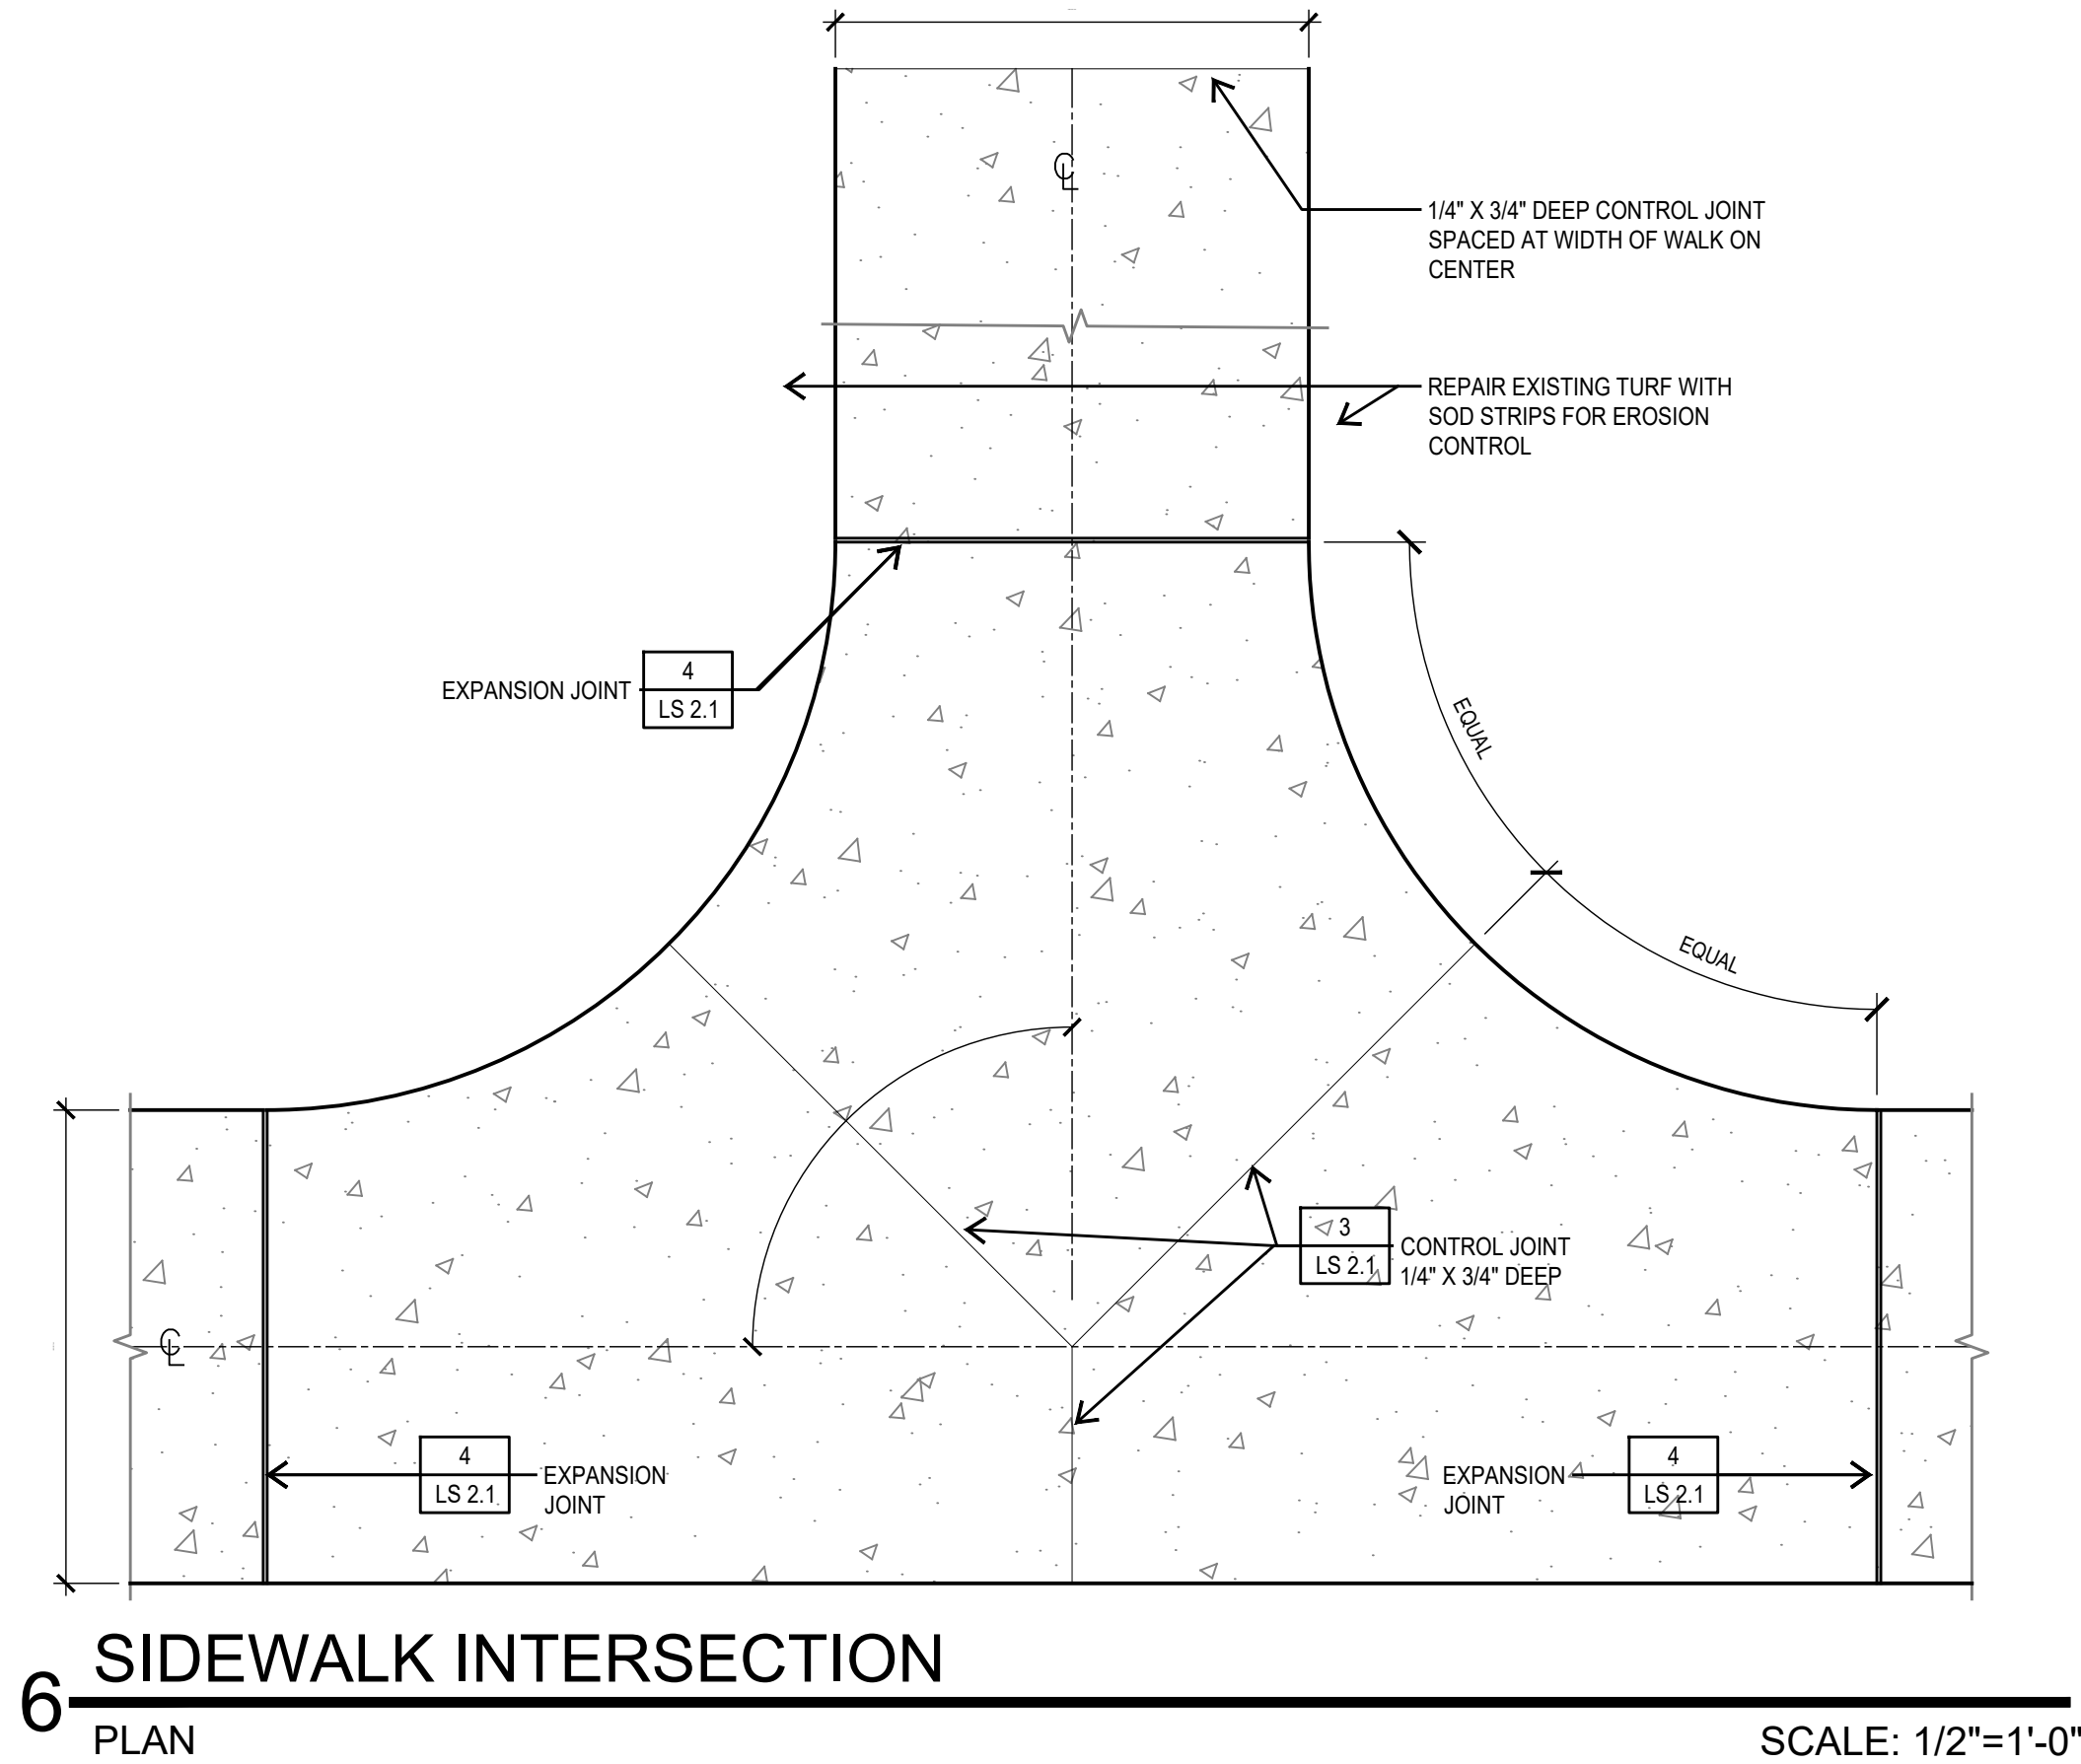 ℄
1/4" X 3/4" DEEP CONTROL JOINT
SPACED AT WIDTH OF WALK ON
CENTER
REPAIR EXISTING TURF WITH
SOD STRIPS FOR EROSION
CONTROL
EXPANSION JOINT
4
LS 2.1
EQUAL
EQUAL
3
LS 2.1
CONTROL JOINT
1/4" X 3/4" DEEP
℄
4
LS 2.1
EXPANSION
JOINT
EXPANSION
JOINT
4
LS 2.1
6
SIDEWALK INTERSECTION
PLAN
SCALE: 1/2"=1'-0"